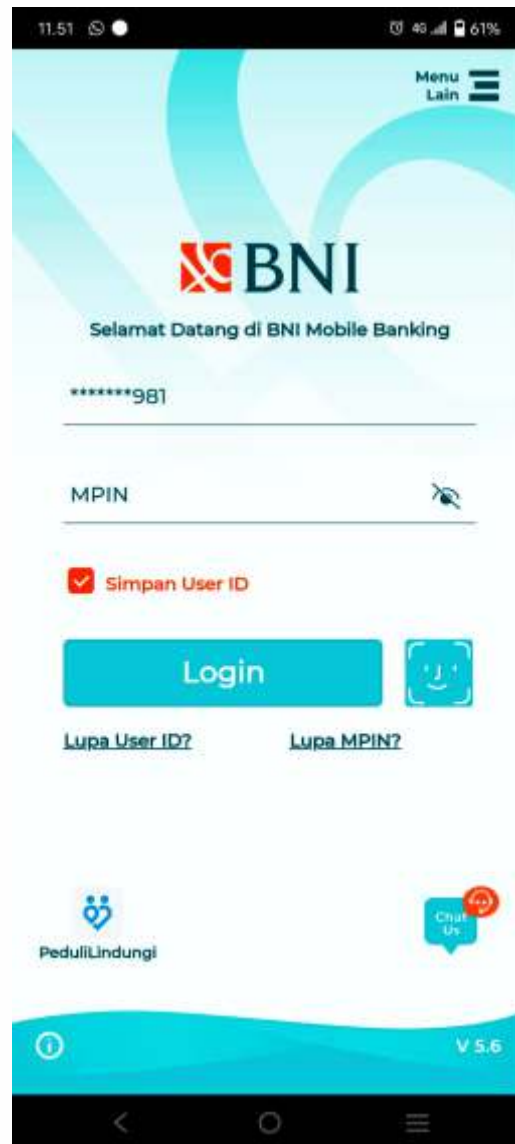 11.51 4G 61%
Menu
Lain
BNI
Selamat Datang di BNI Mobile Banking
*******981
MPIN
Simpan User ID
Login
Lupa User ID? Lupa MPIN?
Chat
Us
PeduliLindungi
V 5.6